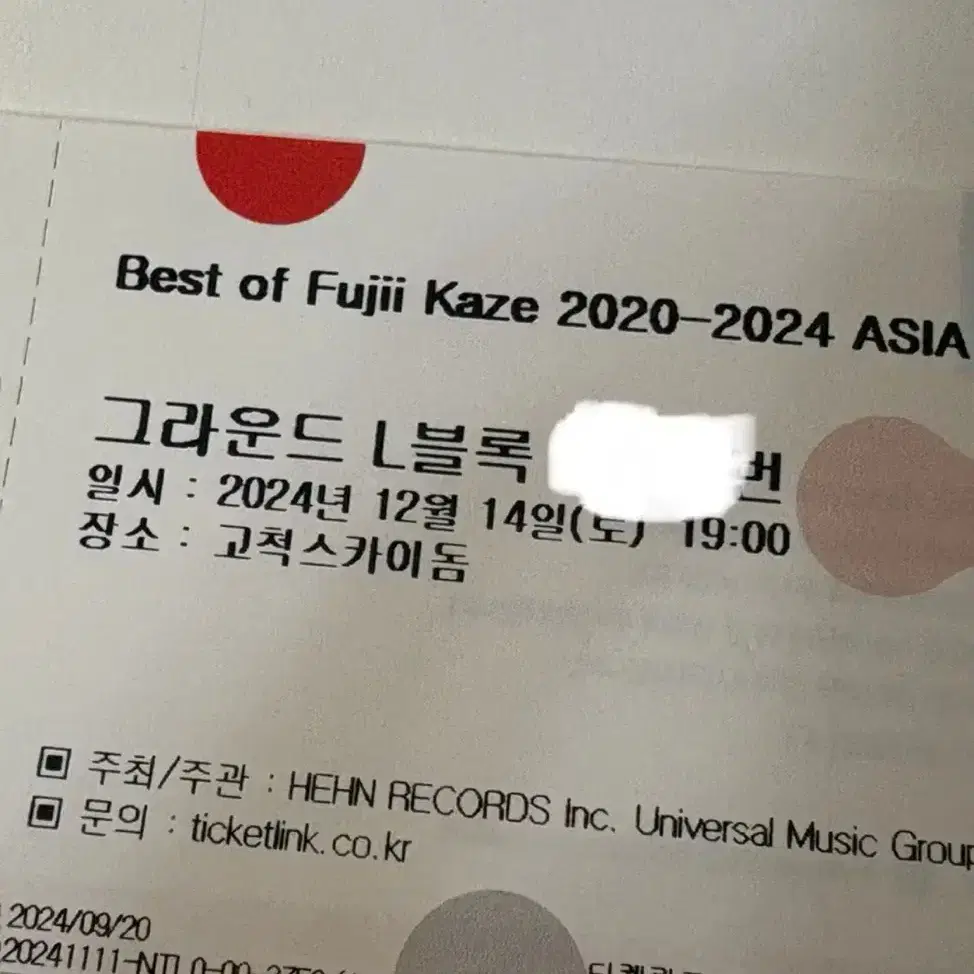 Best of Fujii Kaze 2020-2024 ASIA
그라운드 L블록
일시 : 2024년 12월 14일(토) 19:00
장소 : 고척스카이돔
▣ 주최/주관 : HEHN RECORDS Inc. Universal Music Group
▣ 문의 : ticketlink.co.kr
2024/09/20